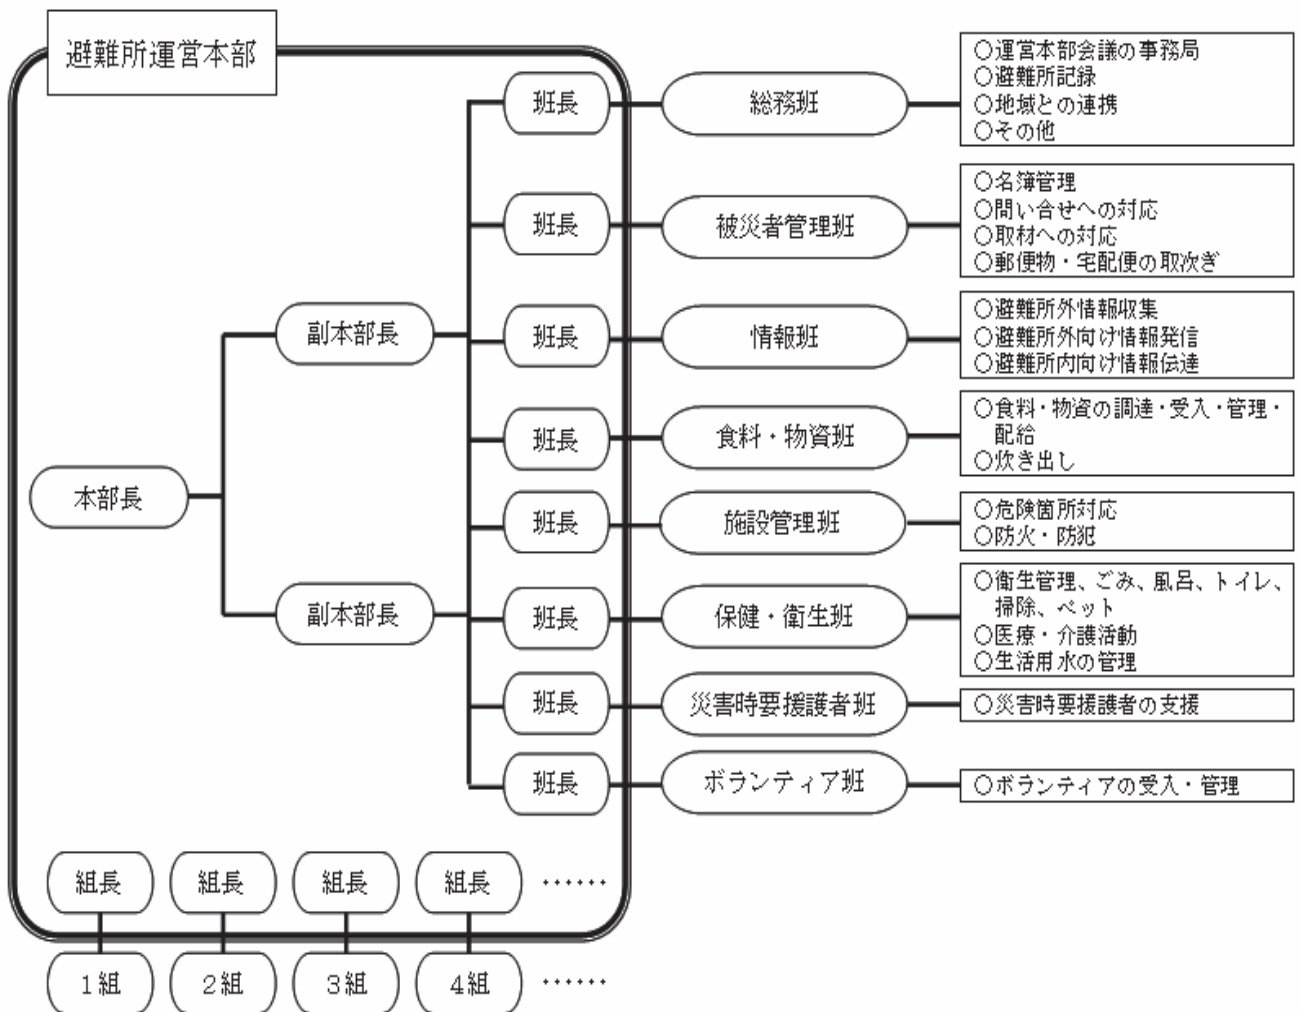 避難所運営本部
本部長
副本部長
副本部長
班長
総務班
○運営本部会議の事務局
○避難所記録
○地域との連携
○その他
班長
被災者管理班
○名簿管理
○問い合せへの対応
○取材への対応
○郵便物・宅配便の取次ぎ
班長
情報班
○避難所外情報収集
○避難所外向け情報発信
○避難所内向け情報伝達
班長
食料・物資班
○食料・物資の調達・受入・管理・
配給
○炊き出し
班長
施設管理班
○危険箇所対応
○防火・防犯
班長
保健・衛生班
○衛生管理、ごみ、風呂、トイレ、
掃除、ペット
○医療・介護活動
○生活用水の管理
班長
災害時要援護者班
○災害時要援護者の支援
班長
ボランティア班
○ボランティアの受入・管理
組長 組長 組長 組長 ……
1組 2組 3組 4組 ……